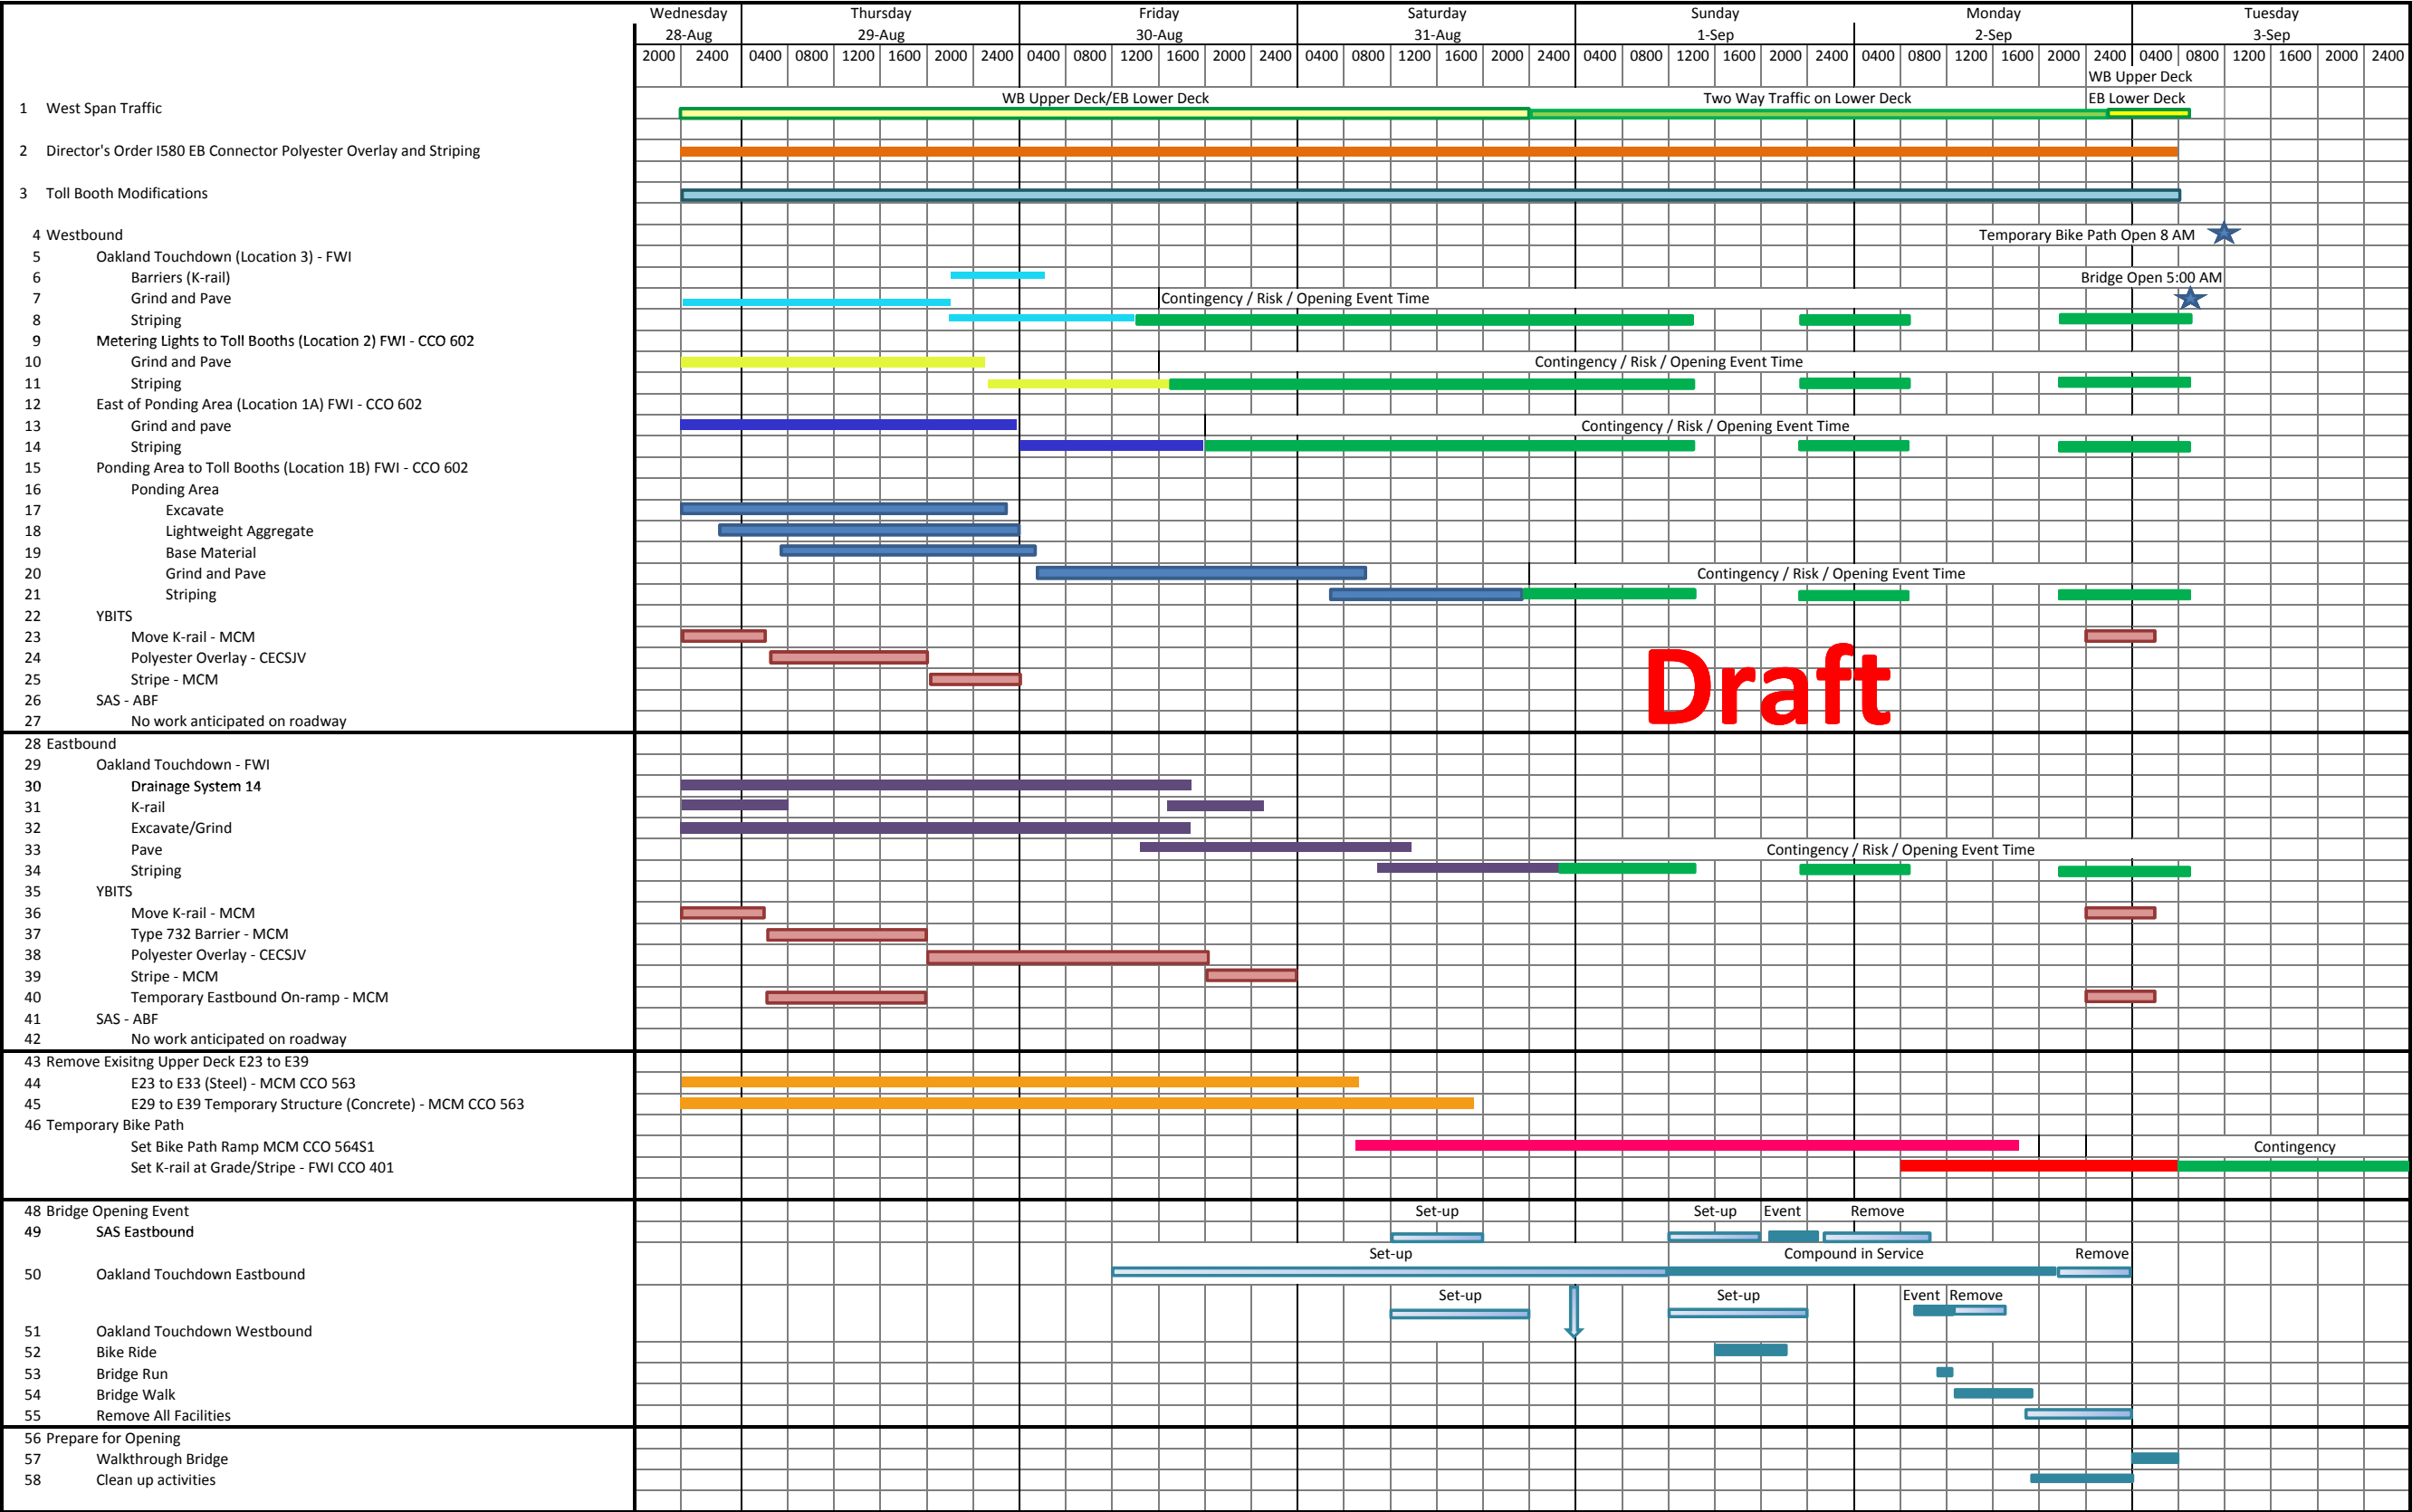 Wednesday Thursday Friday Saturday Sunday Monday Tuesday
28-Aug 29-Aug 30-Aug 31-Aug 1-Sep 2-Sep 3-Sep
2000 2400 0400 0800 1200 1600 2000 2400 0400 0800 1200 1600 2000 2400 0400 0800 1200 1600 2000 2400 0400 0800 1200 1600 2000 2400 0400 0800 1200 1600 2000 2400 0400 0800 1200 1600 2000 2400
WB Upper Deck
WB Upper Deck/EB Lower Deck Two Way Traffic on Lower Deck EB Lower Deck
1 West Span Traffic
2 Director's Order I580 EB Connector Polyester Overlay and Striping
3 Toll Booth Modifications
4 Westbound Temporary Bike Path Open 8 AM
5 Oakland Touchdown (Location 3) - FWI
6 Barriers (K-rail) Bridge Open 5:00 AM
7 Grind and Pave Contingency / Risk / Opening Event Time
8 Striping
9 Metering Lights to Toll Booths (Location 2) FWI - CCO 602
10 Grind and Pave Contingency / Risk / Opening Event Time
11 Striping
12 East of Ponding Area (Location 1A) FWI - CCO 602
13 Grind and pave Contingency / Risk / Opening Event Time
14 Striping
15 Ponding Area to Toll Booths (Location 1B) FWI - CCO 602
16 Ponding Area
17 Excavate
18 Lightweight Aggregate
19 Base Material
20 Grind and Pave Contingency / Risk / Opening Event Time
21 Striping
22 YBITS
23 Move K-rail - MCM
24 Polyester Overlay - CECSJV
25 Stripe - MCM
Draft
26 SAS - ABF
27 No work anticipated on roadway
28 Eastbound
29 Oakland Touchdown - FWI
30 Drainage System 14
31 K-rail
32 Excavate/Grind
33 Pave Contingency / Risk / Opening Event Time
34 Striping
35 YBITS
36 Move K-rail - MCM
37 Type 732 Barrier - MCM
38 Polyester Overlay - CECSJV
39 Stripe - MCM
40 Temporary Eastbound On-ramp - MCM
41 SAS - ABF
42 No work anticipated on roadway
43 Remove Exisitng Upper Deck E23 to E39
44 E23 to E33 (Steel) - MCM CCO 563
45 E29 to E39 Temporary Structure (Concrete) - MCM CCO 563
46 Temporary Bike Path
Set Bike Path Ramp MCM CCO 564S1 Contingency
Set K-rail at Grade/Stripe - FWI CCO 401
48 Bridge Opening Event Set-up Set-up Event Remove
49 SAS Eastbound
Set-up Compound in Service Remove
50 Oakland Touchdown Eastbound
Set-up Set-up Event Remove
51 Oakland Touchdown Westbound
52 Bike Ride
53 Bridge Run
54 Bridge Walk
55 Remove All Facilities
56 Prepare for Opening
57 Walkthrough Bridge
58 Clean up activities